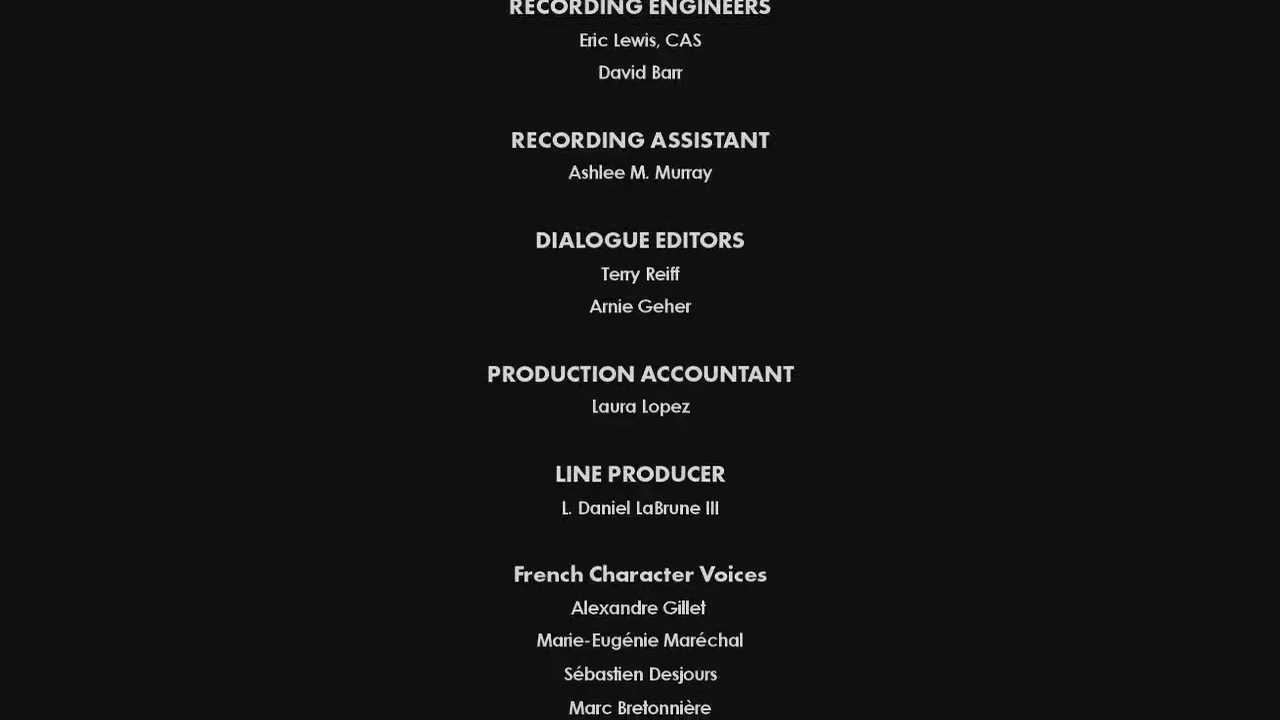 RECORDING ENGINEERS
Eric Lewis, CAS
David Barr
RECORDING ASSISTANT
Ashlee M. Murray
DIALOGUE EDITORS
Terry Reiff
Arnie Geher
PRODUCTION ACCOUNTANT
Laura Lopez
LINE PRODUCER
L. Daniel LaBrune III
French Character Voices
Alexandre Gillet
Marie-Eugénie Maréchal
Sébastien Desjours
Marc Bretonnière